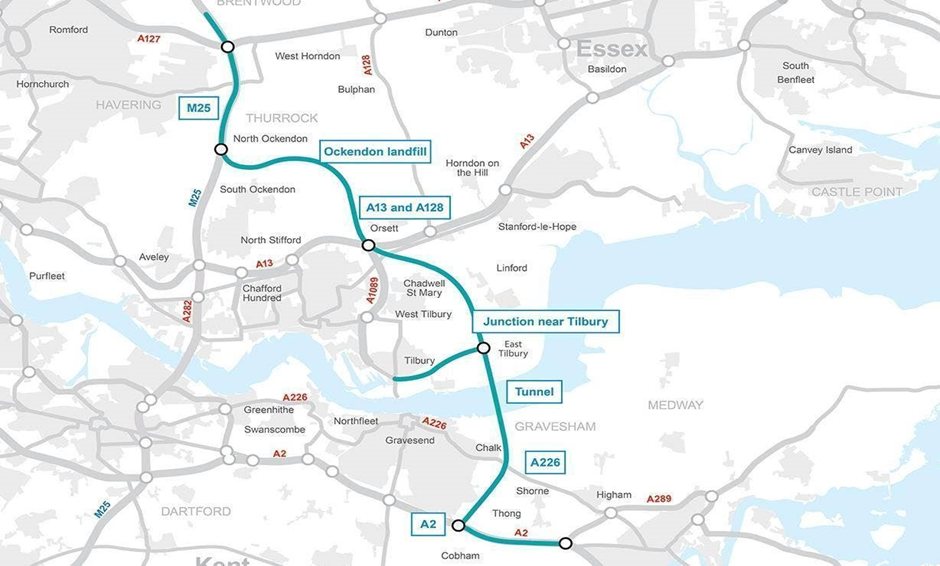 BRENTWOOD
Romford
A127
Dunton
Essex
West Horndon
A128
Basildon
South
Benfleet
Hornchurch
Bulphan
HAVERING
M25
THURROCK
North Ockendon
A13
Ockendon landfill
Canvey Island
Horndon on
the Hill
M25
South Ockendon
CASTLE POINT
A13 and A128
Orsett
Stanford-le-Hope
North Stifford
Aveley
A13
Linford
Purfleet
Chafford
Hundred
A1089
Chadwell
St Mary
A282
West Tilbury
Junction near Tilbury
East
Tilbury
Tilbury
Tunnel
A226
Greenhithe
MEDWAY
Northfleet
A226
Swanscombe
GRAVESHAM
Gravesend
Chalk
A2
A226
Shorne
Higham
A289
M25
DARTFORD
Thong
A2
A2
Cobham
Kent